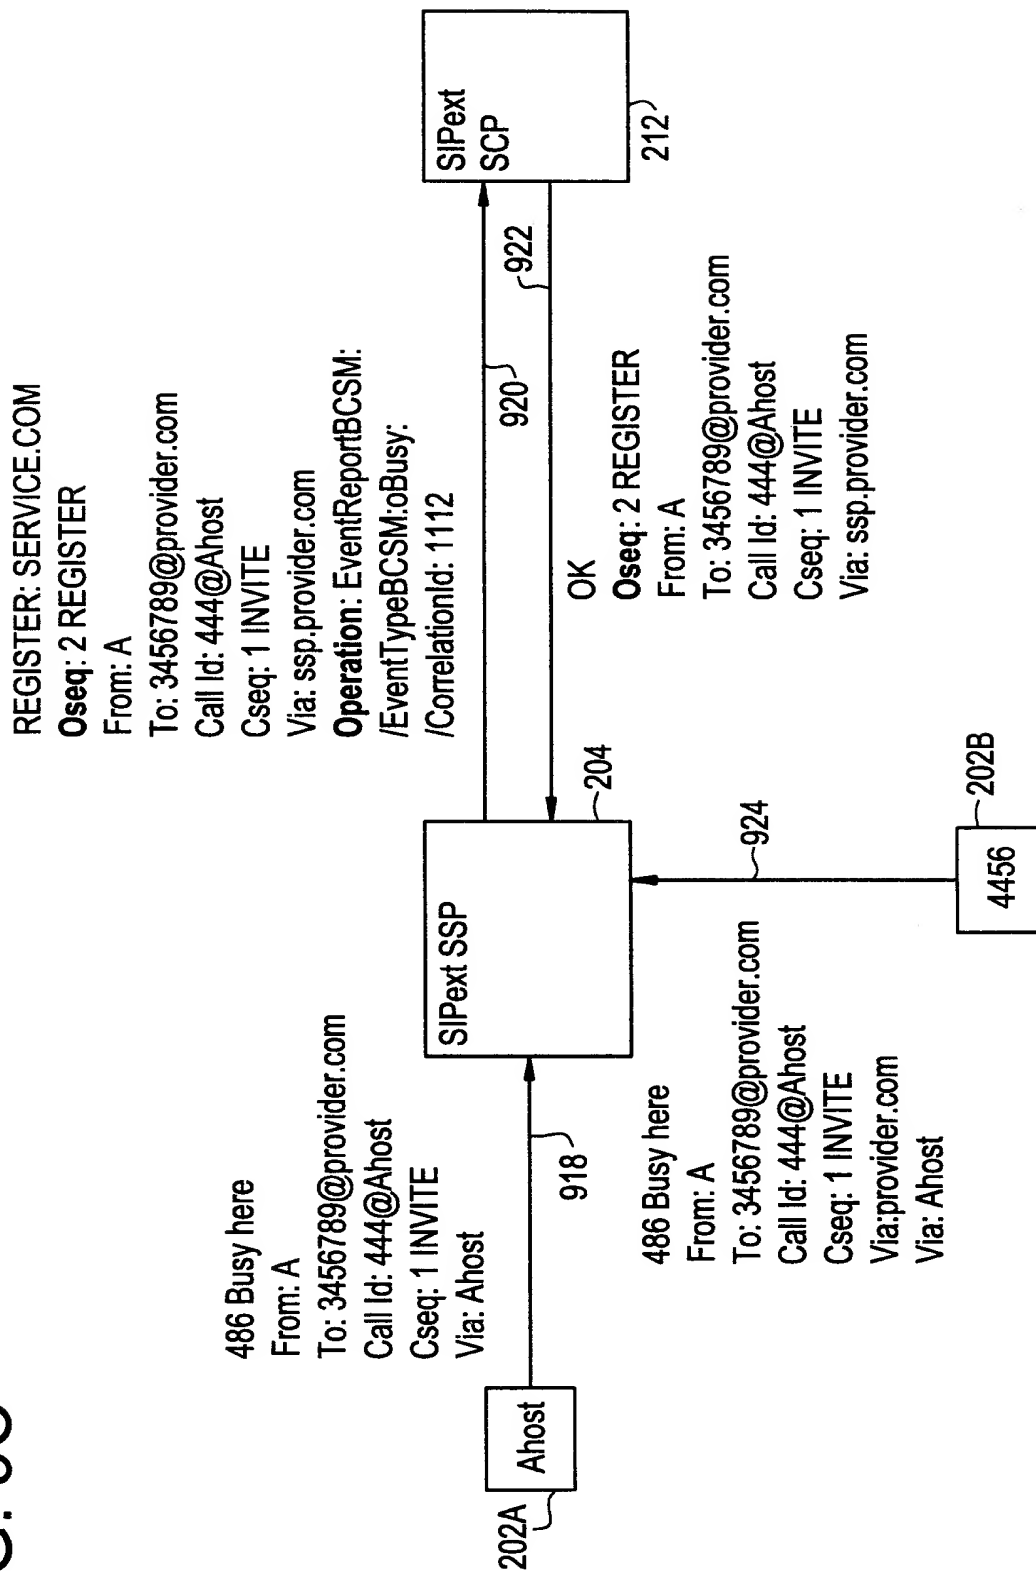 REGISTER: SERVICE.COM
Oseq: 2 REGISTER
From: A
To: 3456789@provider.com
Call Id: 444@Ahost
Cseq: 1 INVITE
Via: ssp.provider.com
Operation: EventReportBCSM:
/EventTypeBCSM:oBusy:
/CorrelationId: 1112
920
922
SIPext
SCP
212
OK
Oseq: 2 REGISTER
From: A
To: 3456789@provider.com
Call Id: 444@Ahost
Cseq: 1 INVITE
Via: ssp.provider.com
486 Busy here
From: A
To: 3456789@provider.com
Call Id: 444@Ahost
Cseq: 1 INVITE
Via: Ahost
918
Ahost
202A
SIPext SSP
204
486 Busy here
From: A
To: 3456789@provider.com
Call Id: 444@Ahost
Cseq: 1 INVITE
Via:provider.com
Via: Ahost
924
4456
202B